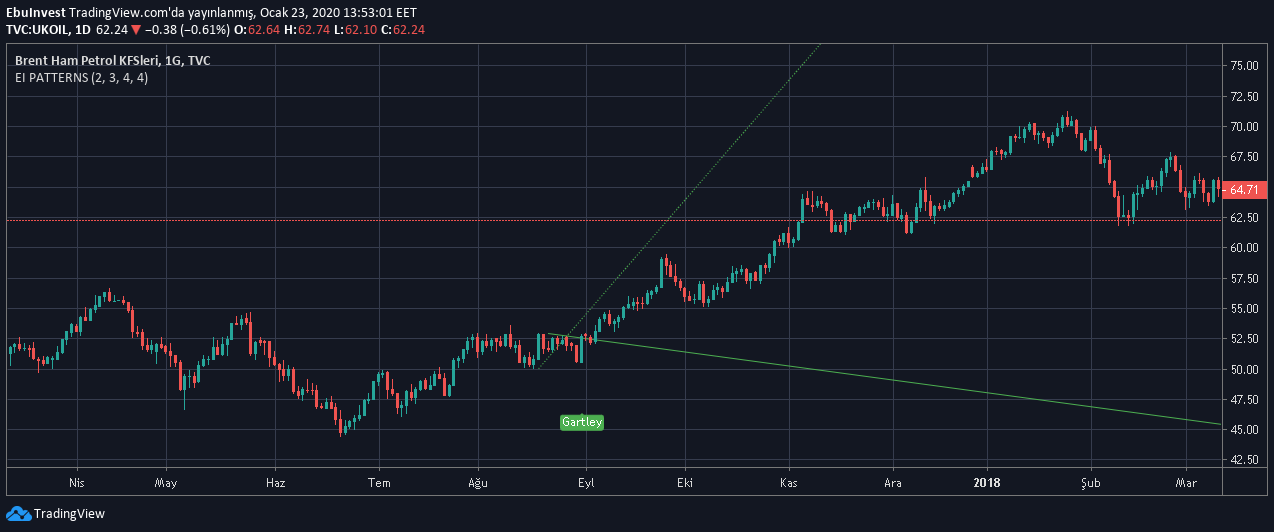 EbuInvest TradingView.com'da yayınlanmış, Ocak 23, 2020 13:53:01 EET
TVC:UKOIL, 1D 62.24 ▼ −0.38 (−0.61%) O:62.64 H:62.74 L:62.10 C:62.24
Brent Ham Petrol KFSleri, 1G, TVC
EI PATTERNS (2, 3, 4, 4)
75.00
72.50
70.00
67.50
64.71
62.50
60.00
57.50
55.00
52.50
50.00
47.50
45.00
42.50
Gartley
Nis May Haz Tem Ağu Eyl Eki Kas Ara 2018 Şub Mar
TradingView